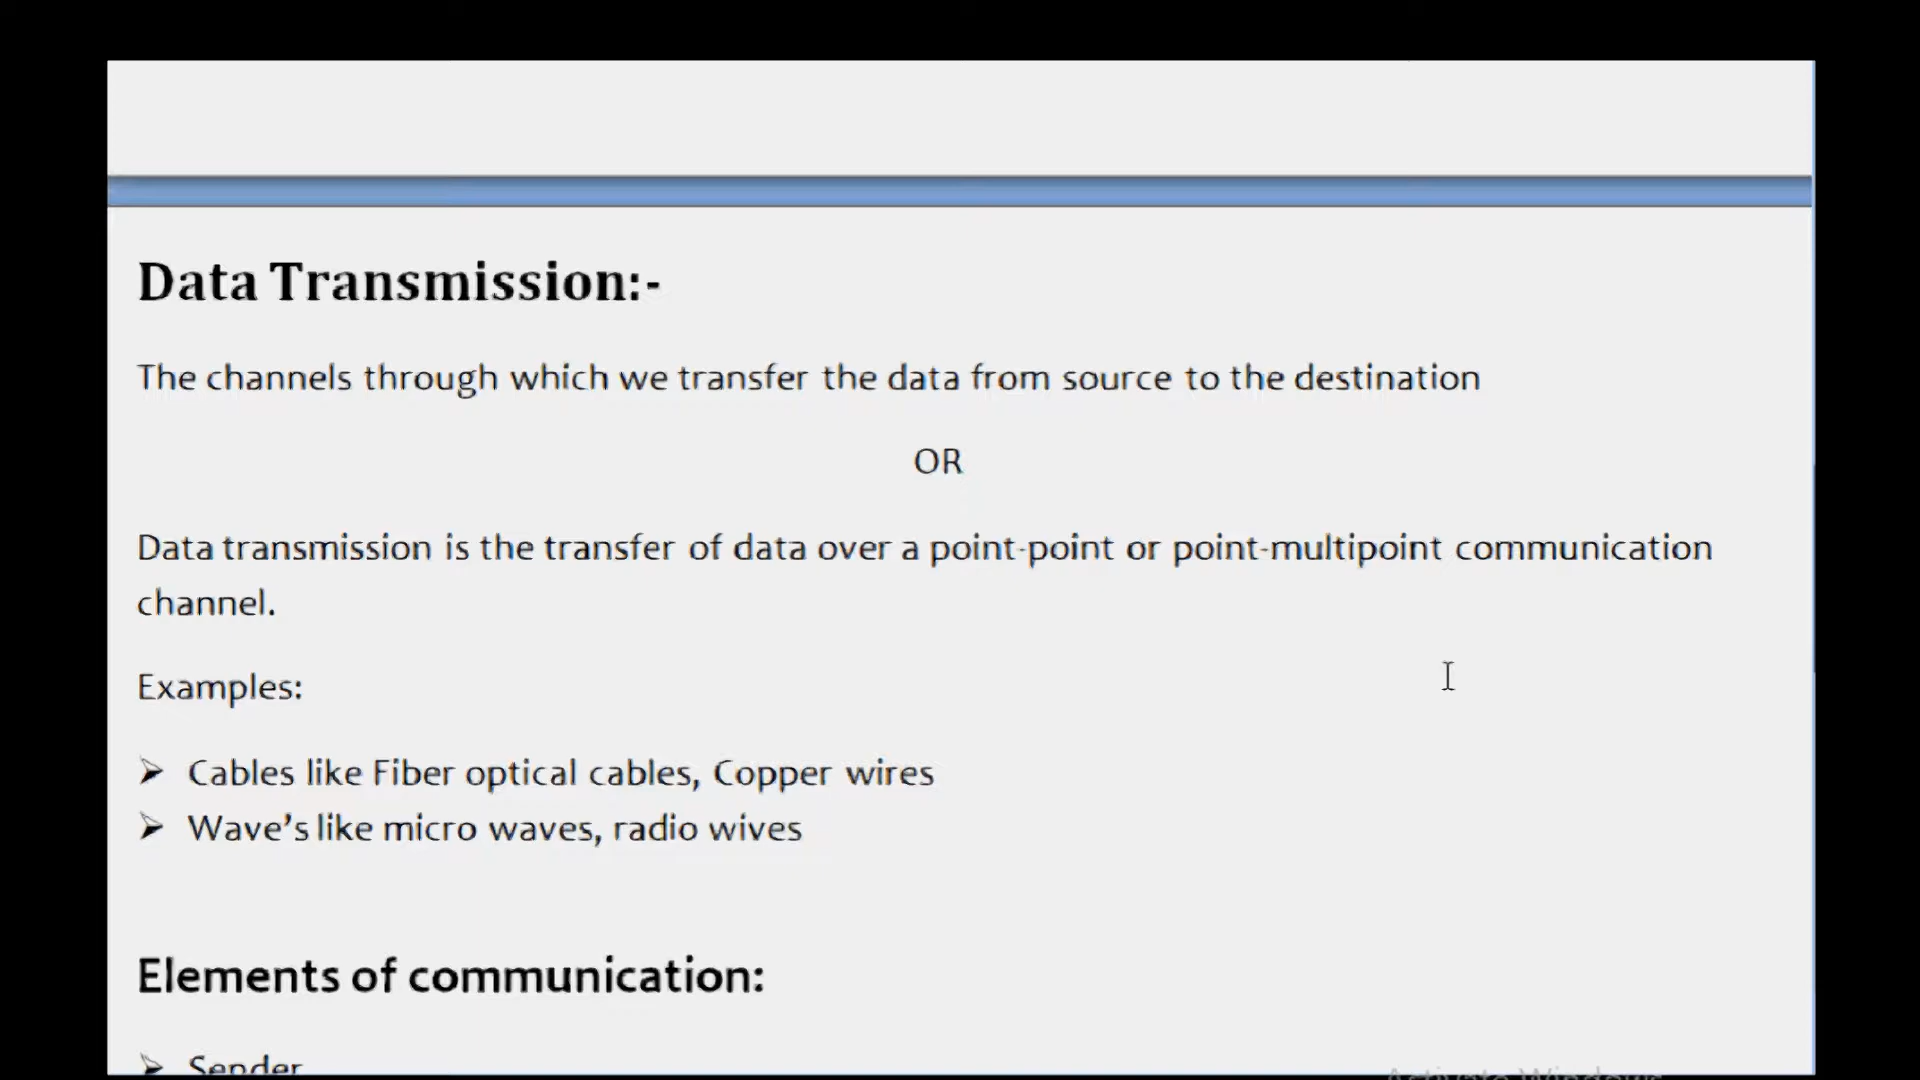 Data Transmission:-
The channels through which we transfer the data from source to the destination
OR
Data transmission is the transfer of data over a point-point or point-multipoint communication
channel.
Examples:
➢ Cables like Fiber optical cables, Copper wires
➢ Wave’s like micro waves, radio wives
Elements of communication:
➢ Sender
Activate Windows